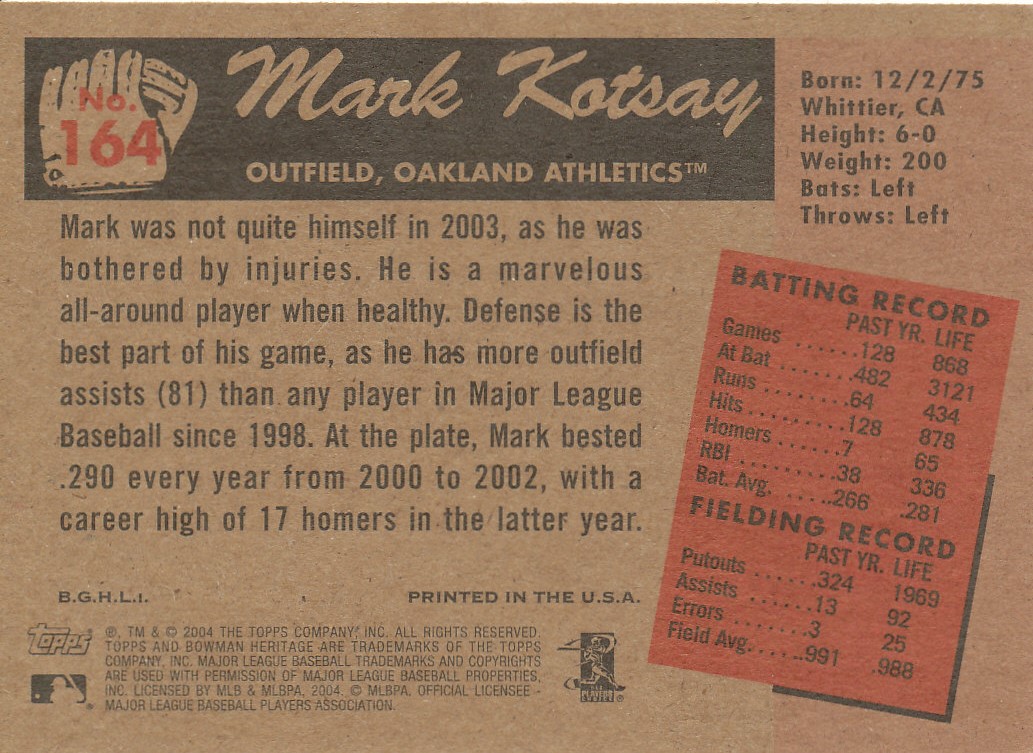 No.
164
Mark Kotsay
OUTFIELD, OAKLAND ATHLETICS™
Born: 12/2/75
Whittier, CA
Height: 6-0
Weight: 200
Bats: Left
Throws: Left
Mark was not quite himself in 2003, as he was
bothered by injuries. He is a marvelous
all-around player when healthy. Defense is the
best part of his game, as he has more outfield
assists (81) than any player in Major League
Baseball since 1998. At the plate, Mark bested
.290 every year from 2000 to 2002, with a
career high of 17 homers in the latter year.
BATTING RECORD
PAST YR. LIFE
Games ......128 868
At Bat ........482 3121
Runs ........64 434
Hits ........128 878
Homers ......7 65
RBI ........38 336
Bat. Avg. .....266 .281
FIELDING RECORD
PAST YR. LIFE
Putouts ......324 1969
Assists ......13 92
Errors ........3 25
Field Avg......991 .988
B.G.H.L.I. PRINTED IN THE U.S.A.
Topps
®, TM & © 2004 THE TOPPS COMPANY, INC. ALL RIGHTS RESERVED.
TOPPS AND BOWMAN HERITAGE ARE TRADEMARKS OF THE TOPPS
COMPANY, INC. MAJOR LEAGUE BASEBALL TRADEMARKS AND COPYRIGHTS
ARE USED WITH PERMISSION OF MAJOR LEAGUE BASEBALL PROPERTIES,
INC. LICENSED BY MLB & MLBPA, 2004. © MLBPA. OFFICIAL LICENSEE -
MAJOR LEAGUE BASEBALL PLAYERS ASSOCIATION.
PLAYERS
CHOICE